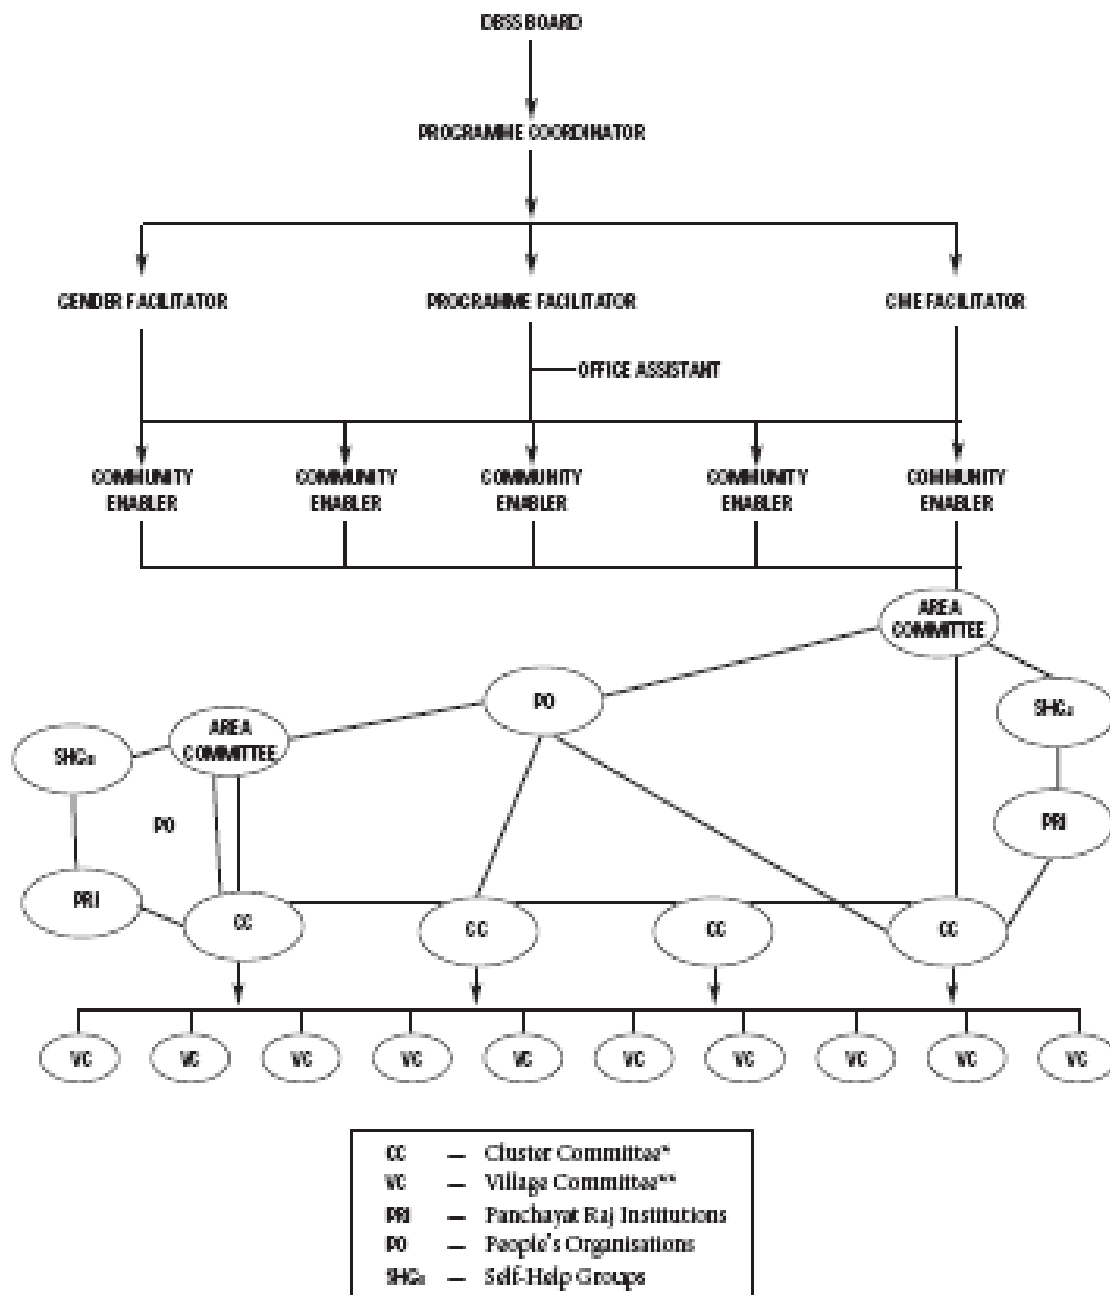 DBSS BOARD
PROGRAMME COORDINATOR
GENDER FACILITATOR
PROGRAMME FACILITATOR
CME FACILITATOR
OFFICE ASSISTANT
COMMUNITY
ENABLER
COMMUNITY
ENABLER
COMMUNITY
ENABLER
COMMUNITY
ENABLER
COMMUNITY
ENABLER
AREA
COMMITTEE
PO
SHGs
AREA
COMMITTEE
SHGs
PO
PRI
PRI
CC
CC
CC
CC
VC
VC
VC
VC
VC
VC
VC
VC
VC
VC
CC — Cluster Committee*
VC — Village Committee**
PRI — Panchayat Raj Institutions
PO — People's Organisations
SHGs — Self-Help Groups